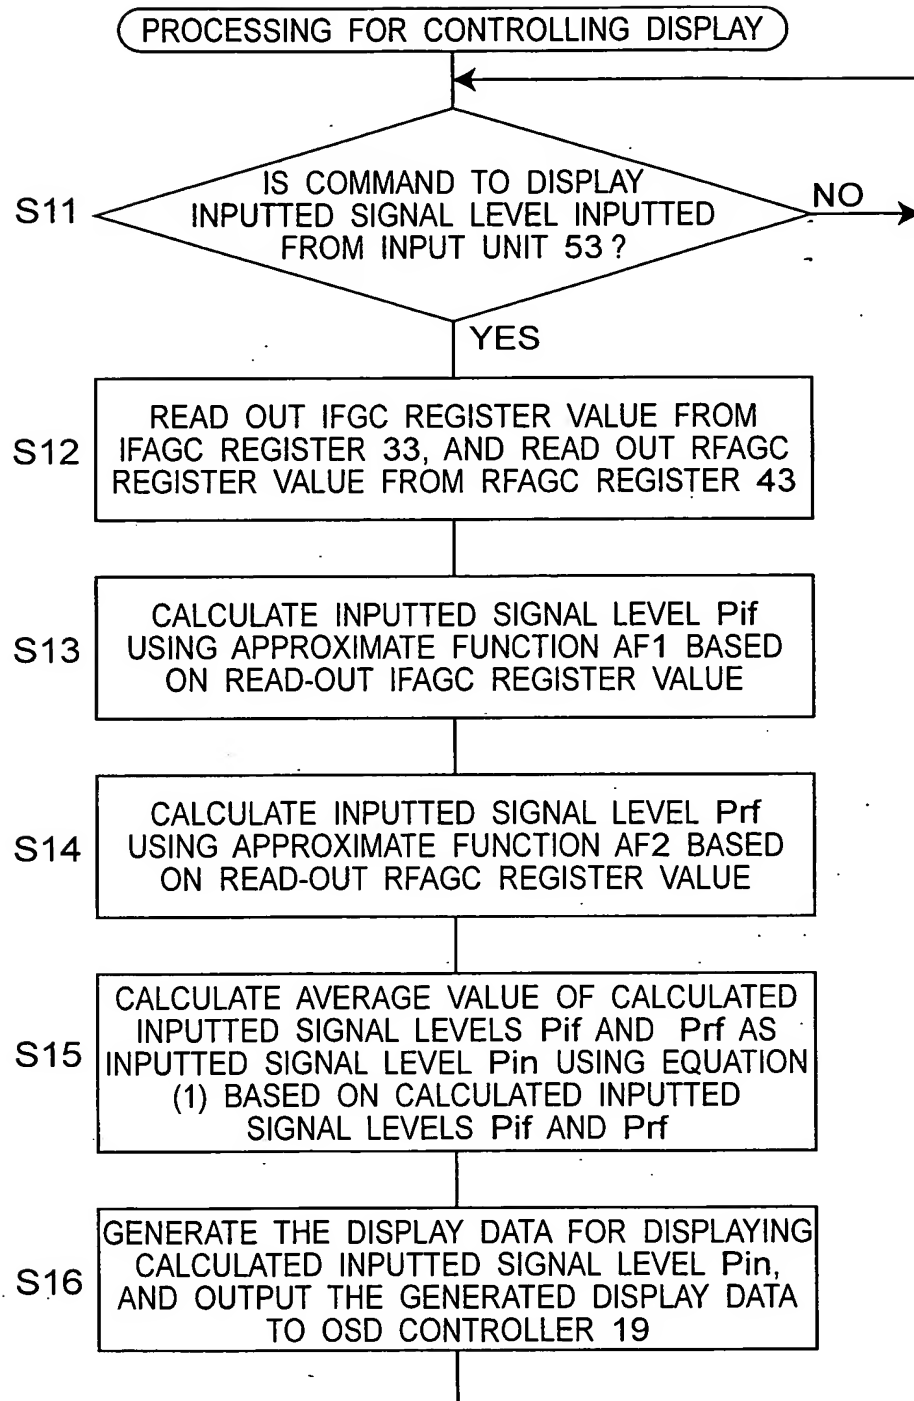 PROCESSING FOR CONTROLLING DISPLAY
S11
IS COMMAND TO DISPLAY
INPUTTED SIGNAL LEVEL INPUTTED
FROM INPUT UNIT 53?
NO
YES
S12
READ OUT IFGC REGISTER VALUE FROM
IFAGC REGISTER 33, AND READ OUT RFAGC
REGISTER VALUE FROM RFAGC REGISTER 43
S13
CALCULATE INPUTTED SIGNAL LEVEL Pif
USING APPROXIMATE FUNCTION AF1 BASED
ON READ-OUT IFAGC REGISTER VALUE
S14
CALCULATE INPUTTED SIGNAL LEVEL Prf
USING APPROXIMATE FUNCTION AF2 BASED
ON READ-OUT RFAGC REGISTER VALUE
S15
CALCULATE AVERAGE VALUE OF CALCULATED
INPUTTED SIGNAL LEVELS Pif AND Prf AS
INPUTTED SIGNAL LEVEL Pin USING EQUATION
(1) BASED ON CALCULATED INPUTTED
SIGNAL LEVELS Pif AND Prf
S16
GENERATE THE DISPLAY DATA FOR DISPLAYING
CALCULATED INPUTTED SIGNAL LEVEL Pin,
AND OUTPUT THE GENERATED DISPLAY DATA
TO OSD CONTROLLER 19